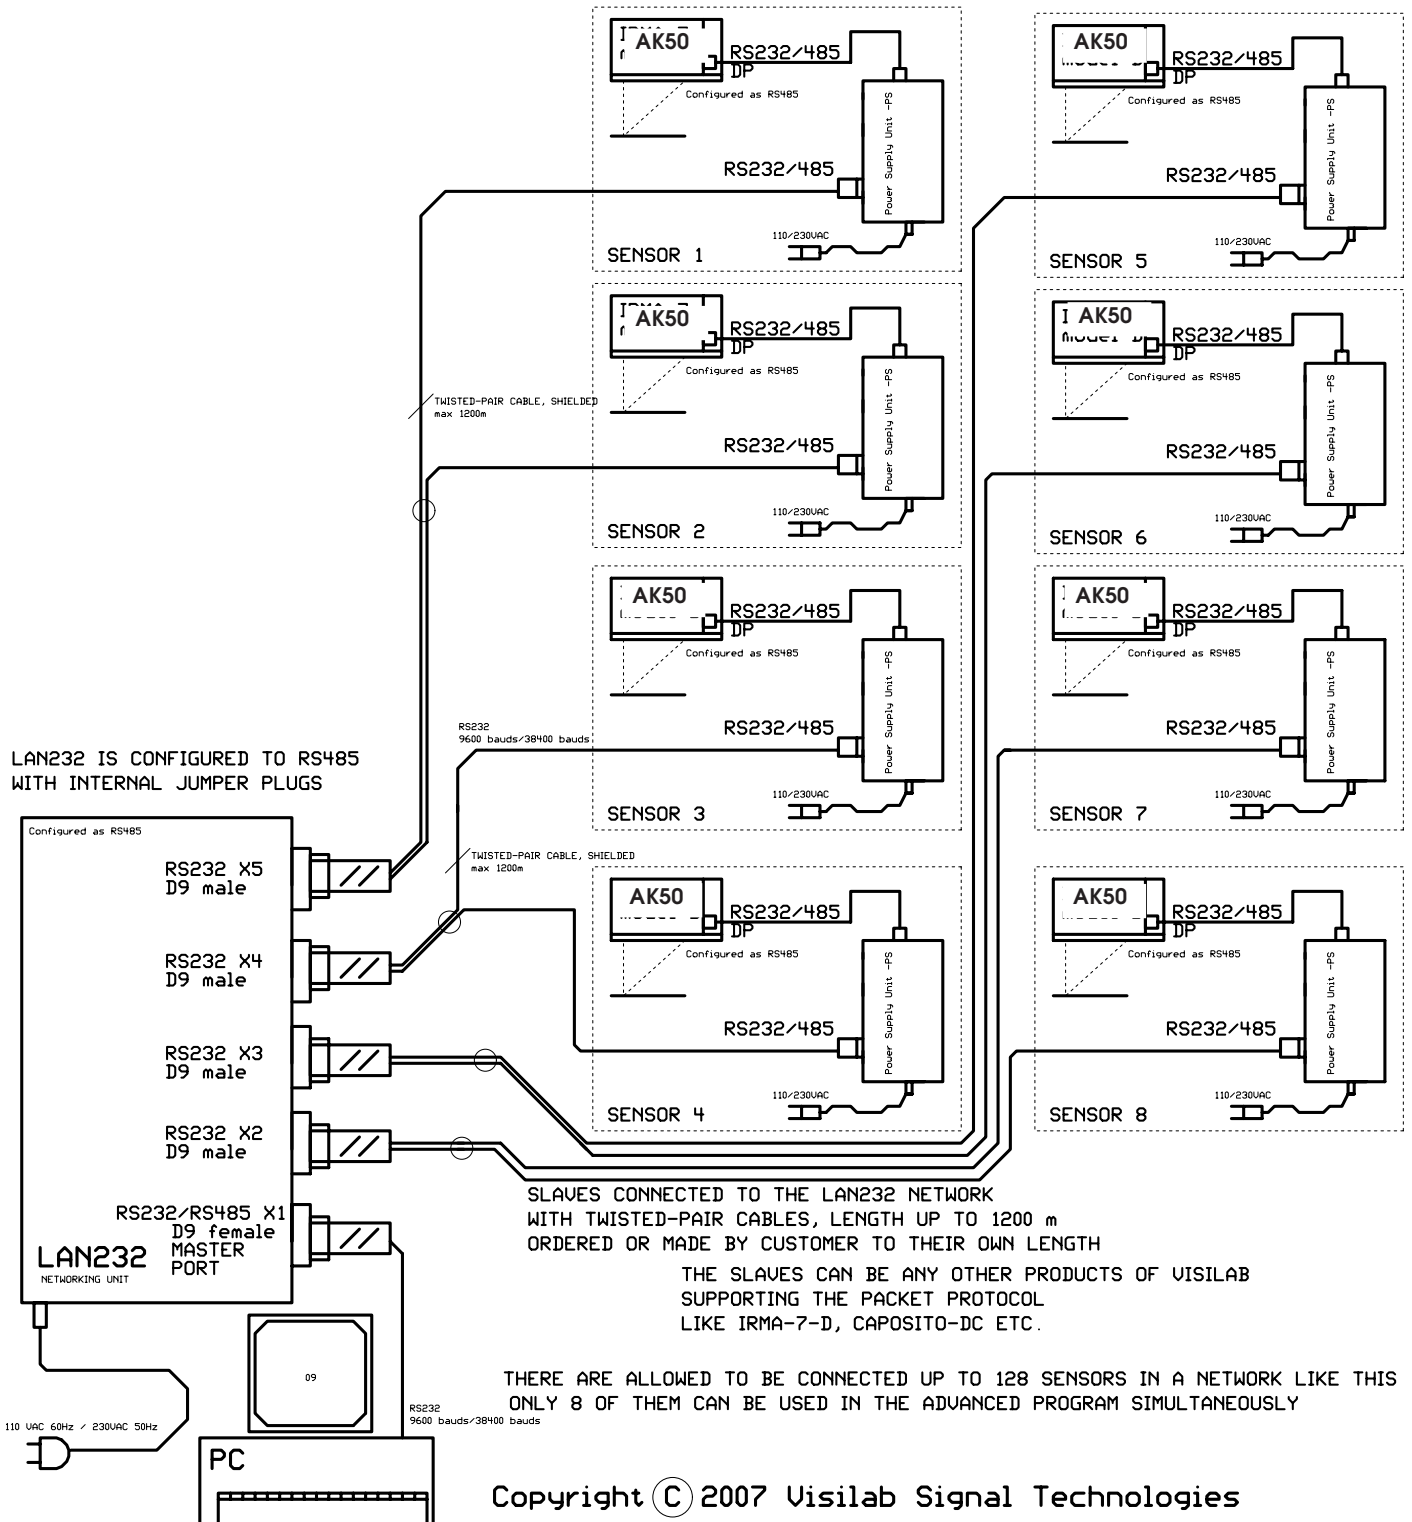 AK50
RS232/485
DP
Configured as RS485
Power Supply Unit -PS
RS232/485
110/230VAC
SENSOR 1
AK50
RS232/485
DP
Configured as RS485
Power Supply Unit -PS
RS232/485
110/230VAC
SENSOR 5
AK50
RS232/485
DP
Configured as RS485
Power Supply Unit -PS
TWISTED-PAIR CABLE, SHIELDED
max 1200m
RS232/485
110/230VAC
SENSOR 2
AK50
RS232/485
DP
Configured as RS485
Power Supply Unit -PS
RS232/485
110/230VAC
SENSOR 6
AK50
RS232/485
DP
Configured as RS485
Power Supply Unit -PS
RS232
9600 bauds/38400 bauds
RS232/485
110/230VAC
SENSOR 3
AK50
RS232/485
DP
Configured as RS485
Power Supply Unit -PS
RS232/485
110/230VAC
SENSOR 7
LAN232 IS CONFIGURED TO RS485
WITH INTERNAL JUMPER PLUGS
Configured as RS485
RS232 X5
D9 male
TWISTED-PAIR CABLE, SHIELDED
max 1200m
AK50
RS232/485
DP
Configured as RS485
Power Supply Unit -PS
RS232/485
110/230VAC
SENSOR 4
AK50
RS232/485
DP
Configured as RS485
Power Supply Unit -PS
RS232/485
110/230VAC
SENSOR 8
RS232 X4
D9 male
RS232 X3
D9 male
RS232 X2
D9 male
RS232/RS485 X1
D9 female
MASTER
PORT
LAN232
NETWORKING UNIT
SLAVES CONNECTED TO THE LAN232 NETWORK
WITH TWISTED-PAIR CABLES, LENGTH UP TO 1200 m
ORDERED OR MADE BY CUSTOMER TO THEIR OWN LENGTH
THE SLAVES CAN BE ANY OTHER PRODUCTS OF VISILAB
SUPPORTING THE PACKET PROTOCOL
LIKE IRMA-7-D, CAPOSITO-DC ETC.
THERE ARE ALLOWED TO BE CONNECTED UP TO 128 SENSORS IN A NETWORK LIKE THIS
ONLY 8 OF THEM CAN BE USED IN THE ADVANCED PROGRAM SIMULTANEOUSLY
09
RS232
9600 bauds/38400 bauds
110 VAC 60Hz / 230VAC 50Hz
PC
Copyright (C) 2007 Visilab Signal Technologies